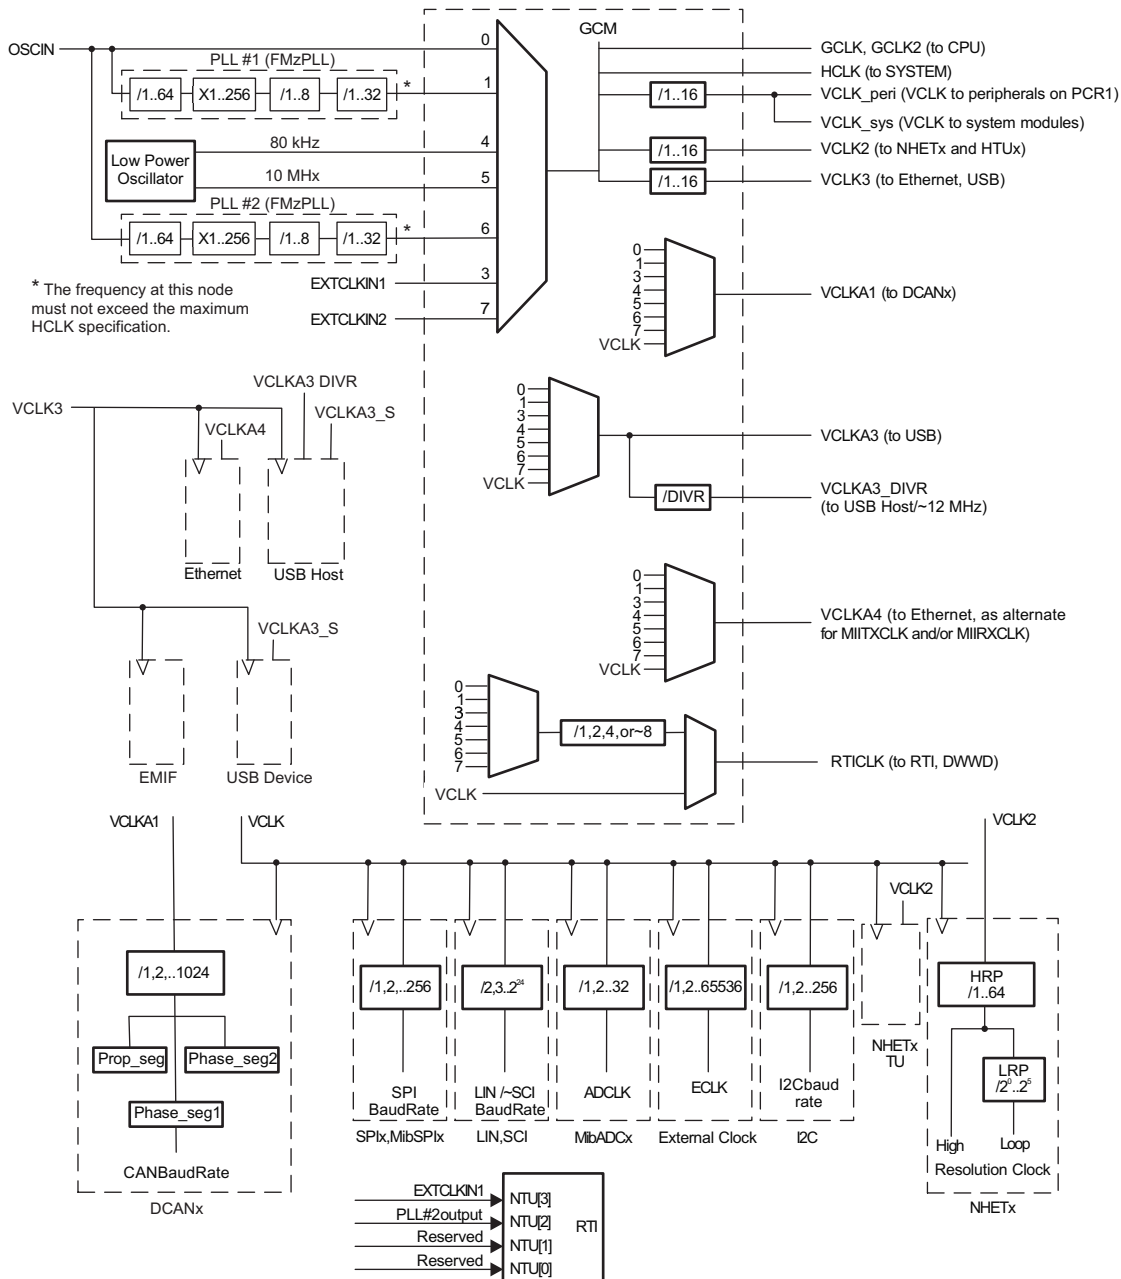 GCM
OSCIN
0
GCLK, GCLK2 (to CPU)
PLL #1 (FMzPLL)
HCLK (to SYSTEM)
/1..64
X1..256
/1..8
/1..32
*
1
/1..16
VCLK_peri (VCLK to peripherals on PCR1)
VCLK_sys (VCLK to system modules)
Low Power
Oscillator
80 kHz
4
/1..16
VCLK2 (to NHETx and HTUx)
10 MHx
5
/1..16
VCLK3 (to Ethernet, USB)
PLL #2 (FMzPLL)
/1..64
X1..256
/1..8
/1..32
*
6
* The frequency at this node
must not exceed the maximum
HCLK specification.
EXTCLKIN1
3
EXTCLKIN2
7
0
1
3
4
5
6
7
VCLK
VCLKA1 (to DCANx)
VCLK3
VCLKA3 DIVR
VCLKA3_S
VCLKA4
Ethernet
USB Host
0
1
3
4
5
6
7
VCLK
VCLKA3 (to USB)
/DIVR
VCLKA3_DIVR
(to USB Host/~12 MHz)
VCLKA3_S
EMIF
USB Device
0
1
3
4
5
6
7
VCLK
VCLKA4 (to Ethernet, as alternate
for MIITXCLK and/or MIIRXCLK)
0
1
3
4
5
6
7
/1,2,4,or~8
VCLK
RTICLK (to RTI, DWWD)
VCLKA1
VCLK
VCLK2
VCLK2
/1,2,..1024
Prop_seg
Phase_seg2
Phase_seg1
CANBaudRate
DCANx
/1,2,..256
SPI
BaudRate
SPIx,MibSPIx
/2,3..2²⁴
LIN /~SCI
BaudRate
LIN,SCI
/1,2..32
ADCLK
MibADCx
/1,2..65536
ECLK
External Clock
/1,2..256
I2Cbaud
rate
I2C
NHETx
TU
HRP
/1..64
LRP
/2⁰..2⁵
High
Loop
Resolution Clock
NHETx
EXTCLKIN1
NTU[3]
PLL#2output
NTU[2]
RTI
Reserved
NTU[1]
Reserved
NTU[0]